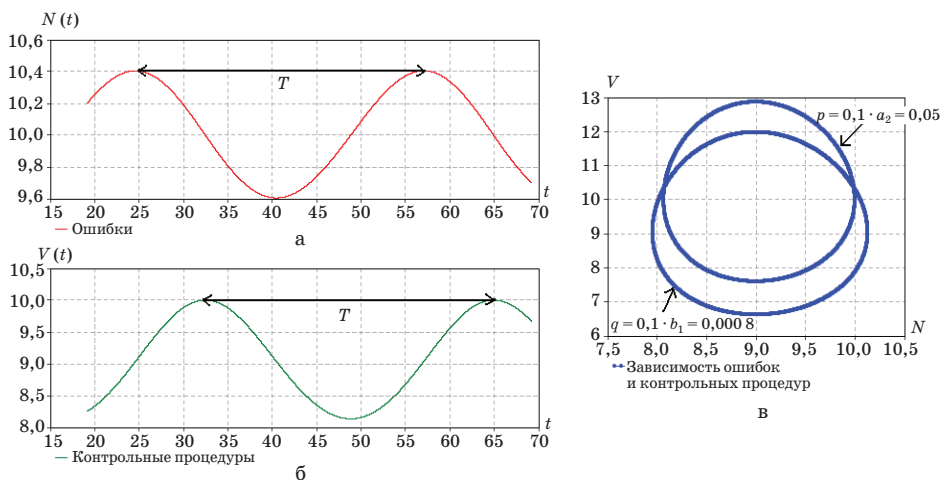 N (t)
10,6
10,4
10,2
10,0
9,8
9,6
T
15 20 25 30 35 40 45 50 55 60 65 70
t
— Ошибки
а
V (t)
10,5
10,0
9,5
9,0
8,5
8,0
T
15 20 25 30 35 40 45 50 55 60 65 70
t
— Контрольные процедуры
б
V
13
12
11
10
9
8
7
6
p = 0,1 · a₂ = 0,05
q = 0,1 · b₁ = 0,000 8
N
7,5 8,0 8,5 9,0 9,5 10,0 10,5
Зависимость ошибок
и контрольных процедур
в